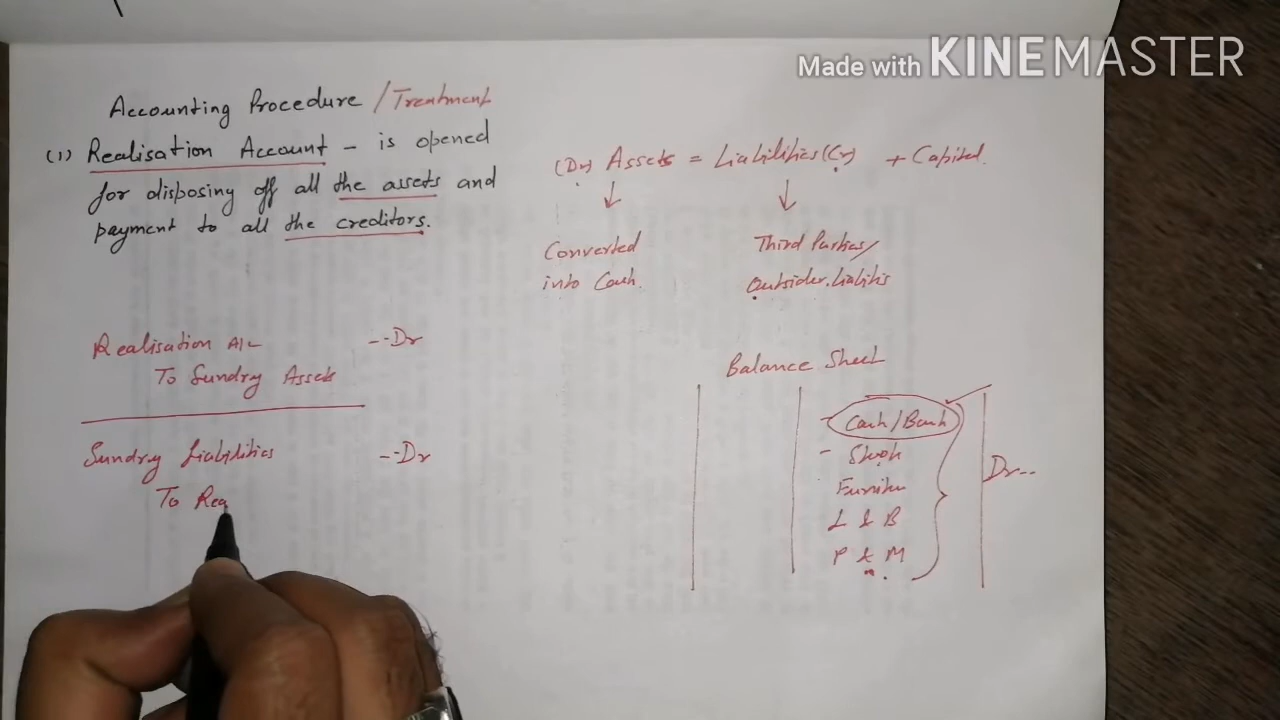 Made with KINEMASTER
Accounting Procedure / Treatment
(1) Realisation Account – is opened
for disposing off all the assets and
payment to all the creditors.
(Dr) Assets = Liabilities (Cr) + Capital.
Converted
into Cash.
Third Parties/
Outsider. Liabilitis
Realisation A/c --Dr
To Sundry Assets
Sundry Liabilities --Dr
To Rea
Balance Sheet
- Cash/Bank
- Stock
Furnitu
L & B
P & M
Dr--